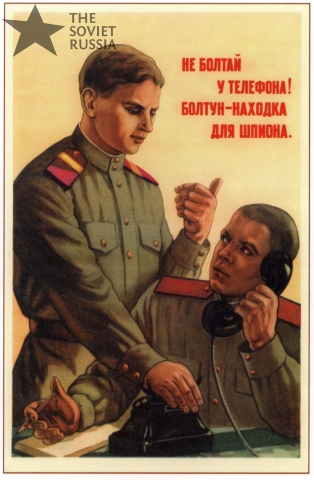 THE
SOVIET
RUSSIA
НЕ БОЛТАЙ
У ТЕЛЕФОНА!
БОЛТУН-НАХОДКА
ДЛЯ ШПИОНА.